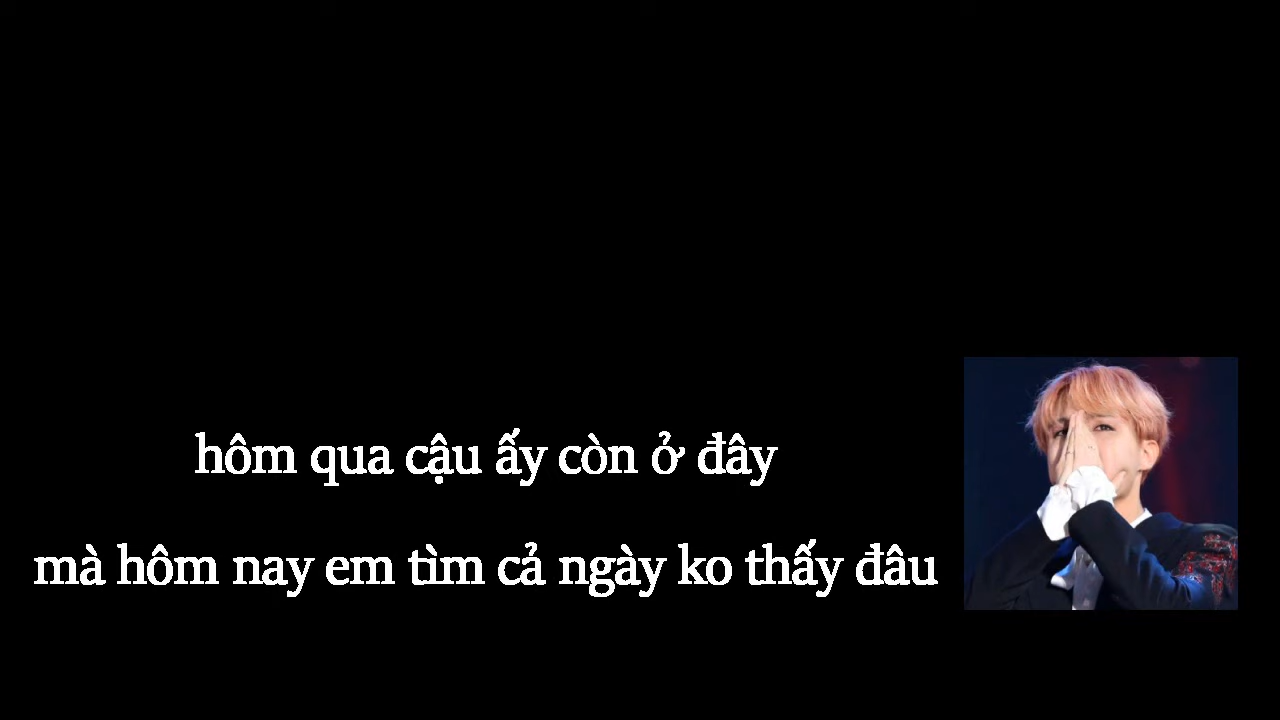 hôm qua cậu ấy còn ở đây
mà hôm nay em tìm cả ngày ko thấy đâu